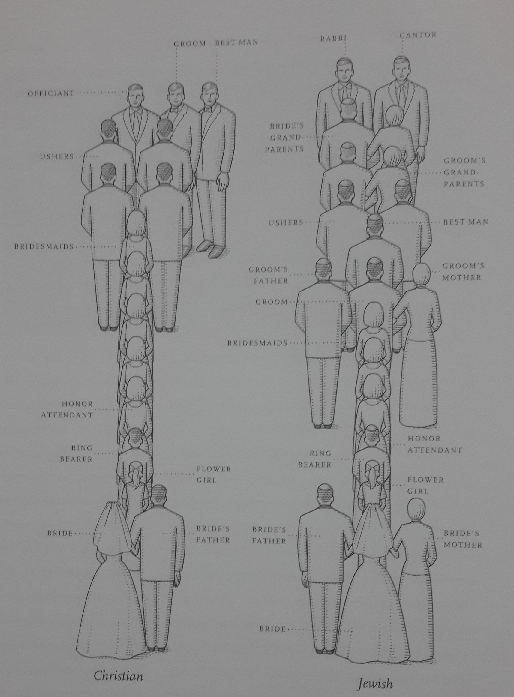 GROOM
BEST MAN
OFFICIANT
USHERS
BRIDESMAIDS
HONOR
ATTENDANT
RING
BEARER
FLOWER
GIRL
BRIDE
BRIDE'S
FATHER
Christian
RABBI
CANTOR
BRIDE'S
GRAND-
PARENTS
GROOM'S
GRAND-
PARENTS
USHERS
BEST MAN
GROOM'S
FATHER
GROOM'S
MOTHER
GROOM
BRIDESMAIDS
HONOR
ATTENDANT
RING
BEARER
FLOWER
GIRL
BRIDE'S
FATHER
BRIDE'S
MOTHER
BRIDE
Jewish